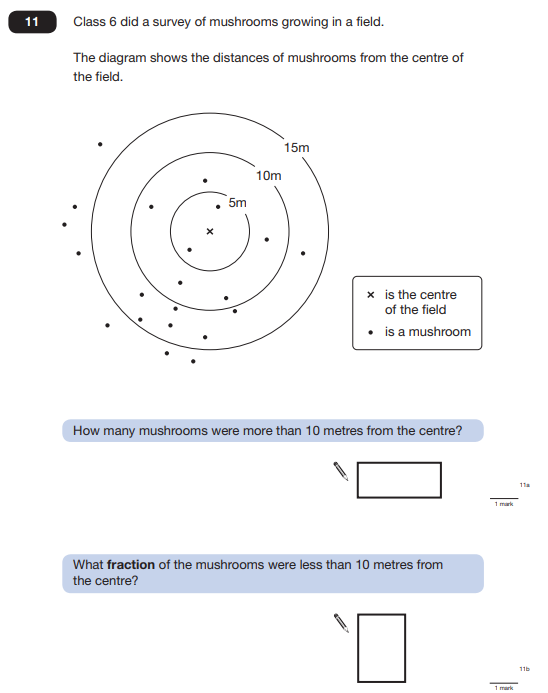 11
Class 6 did a survey of mushrooms growing in a field.
The diagram shows the distances of mushrooms from the centre of
the field.
15m
10m
5m
is the centre
of the field
is a mushroom
How many mushrooms were more than 10 metres from the centre?
11a
1 mark
What fraction of the mushrooms were less than 10 metres from
the centre?
11b
1 mark